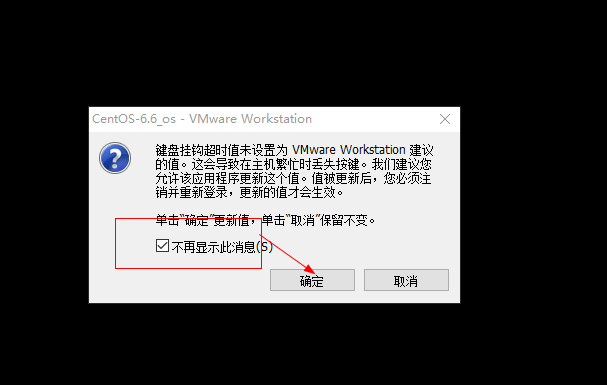 CentOS-6.6_os - VMware Workstation
键盘挂钩超时值未设置为 VMware Workstation 建议
的值。这会导致在主机繁忙时丢失按键。我们建议您
允许该应用程序更新这个值。值被更新后，您必须注
销并重新登录，更新的值才会生效。
单击“确定”更新值，单击“取消”保留不变。
不再显示此消息(S)
确定
取消